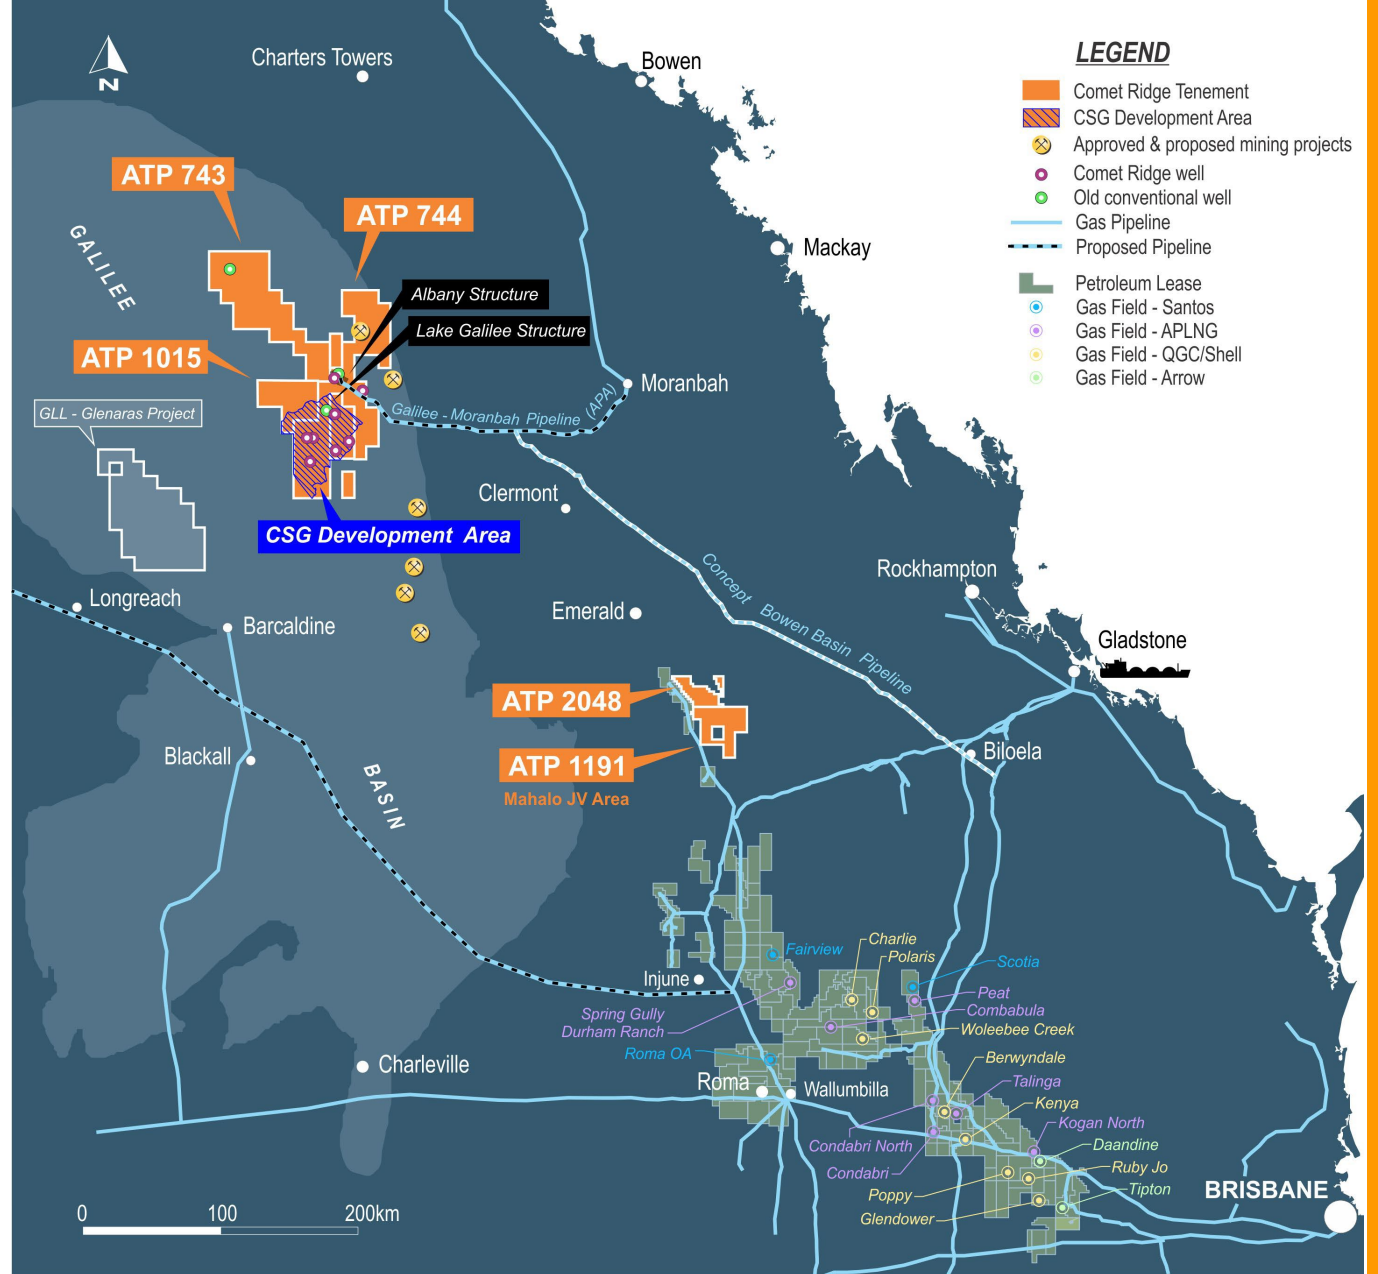 LEGEND
Comet Ridge Tenement
CSG Development Area
Approved & proposed mining projects
Comet Ridge well
Old conventional well
Gas Pipeline
Proposed Pipeline
Petroleum Lease
Gas Field - Santos
Gas Field - APLNG
Gas Field - QGC/Shell
Gas Field - Arrow
N
Charters Towers
Bowen
ATP 743
ATP 744
GALILEE
Mackay
Albany Structure
Lake Galilee Structure
ATP 1015
Moranbah
GLL - Glenaras Project
Galilee - Moranbah Pipeline (APA)
Clermont
CSG Development Area
Concept Bowen Basin Pipeline
Rockhampton
Longreach
Barcaldine
Emerald
Gladstone
ATP 2048
Blackall
ATP 1191
Mahalo JV Area
Biloela
BASIN
Fairview
Charlie
Polaris
Scotia
Injune
Peat
Spring Gully
Combabula
Durham Ranch
Woleebee Creek
Roma OA
Berwyndale
Charleville
Roma
Wallumbilla
Talinga
Kenya
Kogan North
Condabri North
Daandine
Condabri
Ruby Jo
Poppy
Tipton
BRISBANE
Glendower
0 100 200km